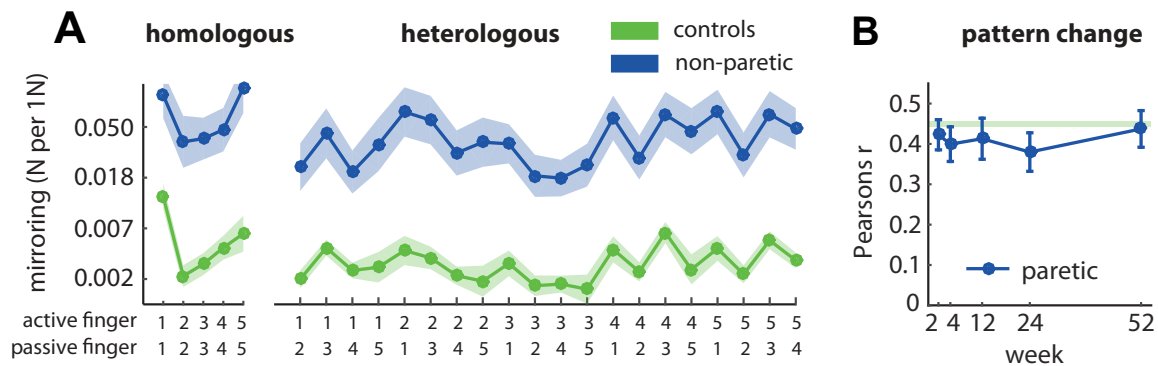 A
homologous
heterologous
controls
non-paretic
mirroring (N per 1N)
0.050
0.018
0.007
0.002
active finger 1 2 3 4 5 1 1 1 1 2 2 2 2 3 3 3 3 4 4 4 4 5 5 5 5
passive finger 1 2 3 4 5 2 3 4 5 1 3 4 5 1 2 4 5 1 2 3 5 1 2 3 4
B
pattern change
Pearsons r
0.5
0.4
0.3
0.2
0.1
0
paretic
2 4 12 24 52
week